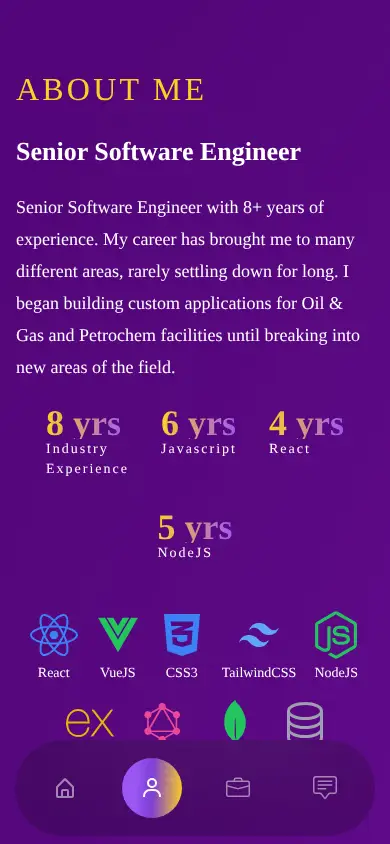 ABOUT ME
Senior Software Engineer
Senior Software Engineer with 8+ years of
experience. My career has brought me to many
different areas, rarely settling down for long. I
began building custom applications for Oil &
Gas and Petrochem facilities until breaking into
new areas of the field.
8 yrs 6 yrs 4 yrs
Industry Javascript React
Experience
5 yrs
NodeJS
React VueJS CSS3 TailwindCSS NodeJS
ex